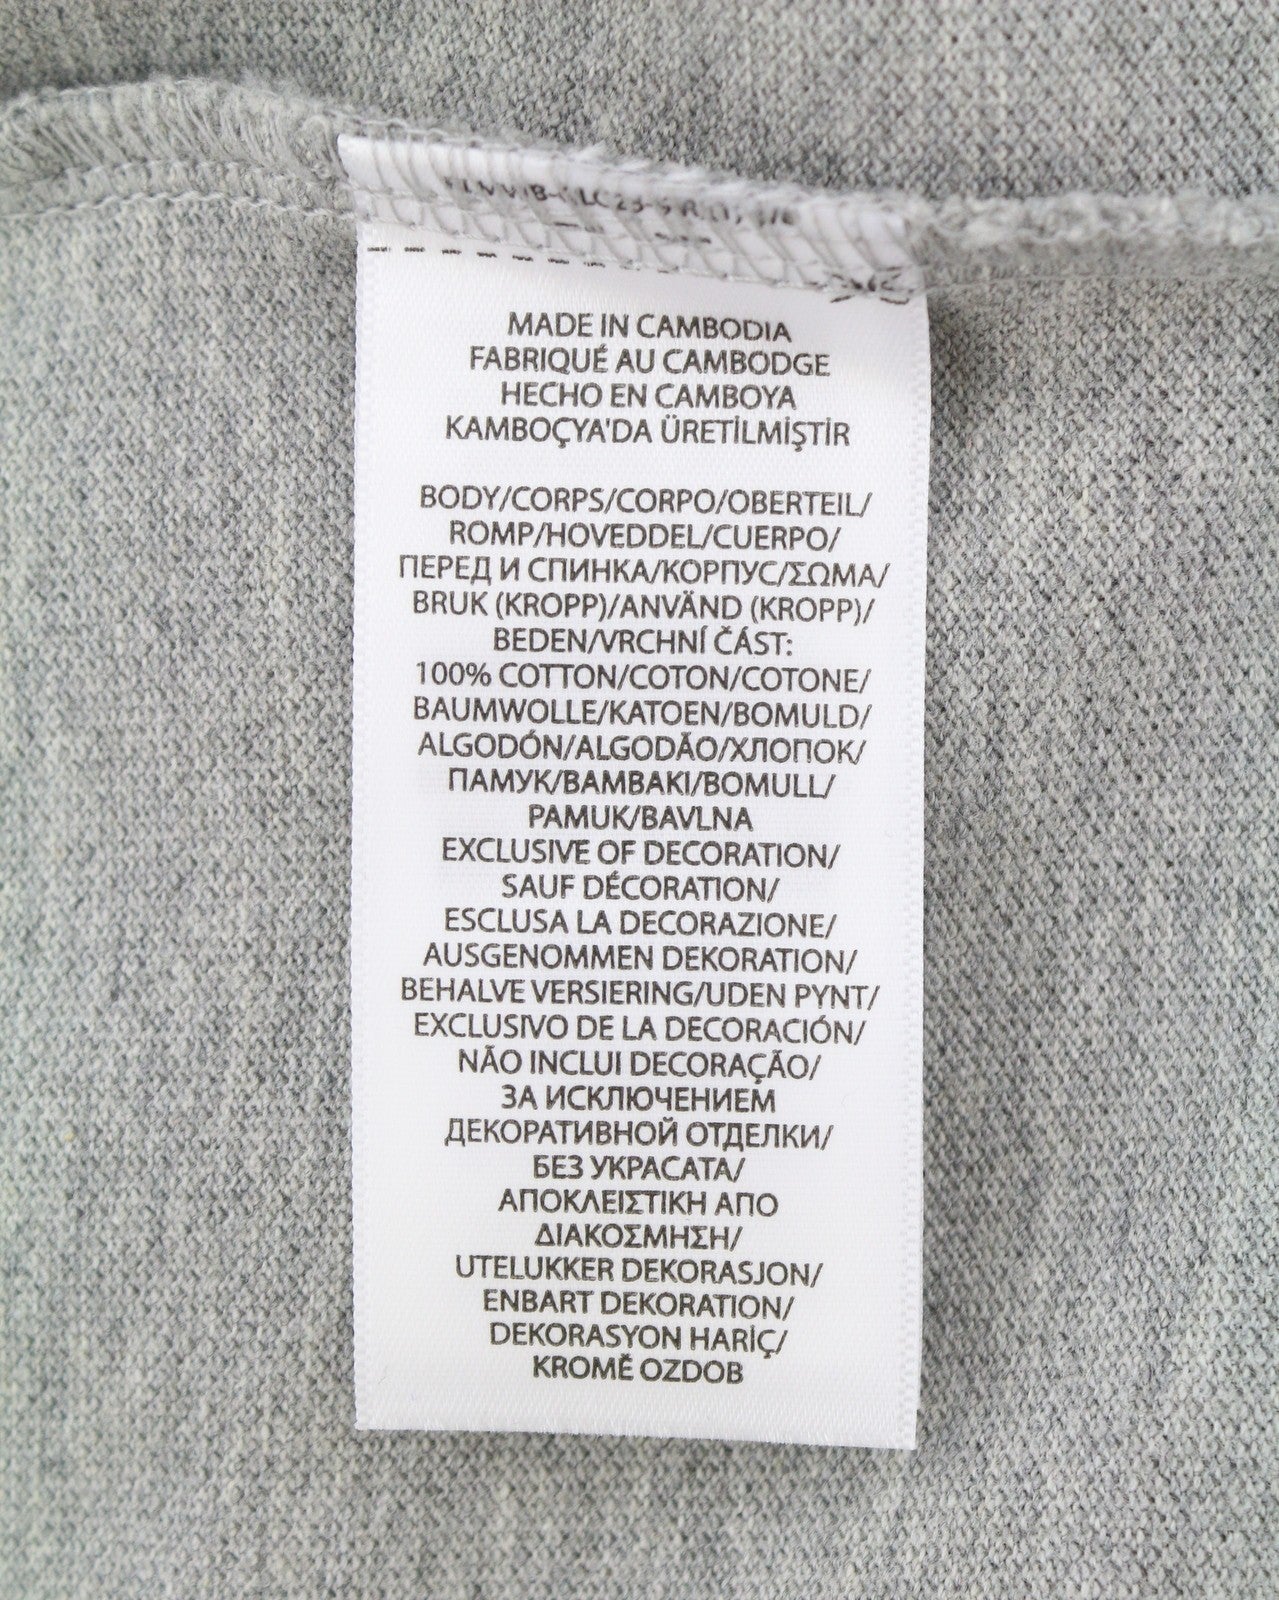 MADE IN CAMBODIA
FABRIQUÉ AU CAMBODGE
HECHO EN CAMBOYA
KAMBOÇYA'DA ÜRETİLMİŞTİR
BODY/CORPS/CORPO/OBERTEIL/
ROMP/HOVEDDEL/CUERPO/
ПЕРЕД И СПИНКА/КОРПУС/ΣΩΜΑ/
BRUK (KROPP)/ANVÄND (KROPP)/
BEDEN/VRCHNÍ ČÁST:
100% COTTON/COTON/COTONE/
BAUMWOLLE/KATOEN/BOMULD/
ALGODÓN/ALGODÃO/ХЛОПОК/
ПАМУК/ΒΑΜΒΑΚΙ/BOMULL/
PAMUK/BAVLNA
EXCLUSIVE OF DECORATION/
SAUF DÉCORATION/
ESCLUSA LA DECORAZIONE/
AUSGENOMMEN DEKORATION/
BEHALVE VERSIERING/UDEN PYNT/
EXCLUSIVO DE LA DECORACIÓN/
NÃO INCLUI DECORAÇÃO/
ЗА ИСКЛЮЧЕНИЕМ
ДЕКОРАТИВНОЙ ОТДЕЛКИ/
БЕЗ УКРАСАТА/
ΑΠΟΚΛΕΙΣΤΙΚΗ ΑΠΟ
ΔΙΑΚΟΣΜΗΣΗ/
UTELUKKER DEKORASJON/
ENBART DEKORATION/
DEKORASYON HARİÇ/
KROMĚ OZDOB